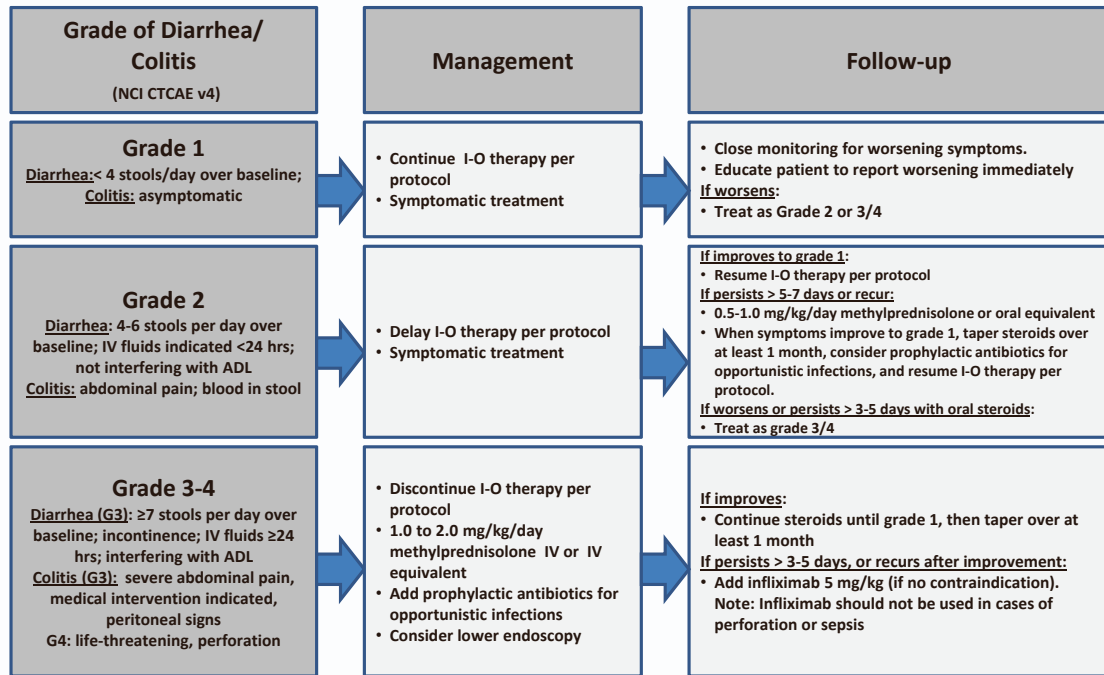 Grade of Diarrhea/
Colitis
(NCI CTCAE v4)
Management
Follow-up
Grade 1
Diarrhea:< 4 stools/day over baseline;
Colitis: asymptomatic
• Continue I-O therapy per
protocol
• Symptomatic treatment
• Close monitoring for worsening symptoms.
• Educate patient to report worsening immediately
If worsens:
• Treat as Grade 2 or 3/4
Grade 2
Diarrhea: 4-6 stools per day over
baseline; IV fluids indicated <24 hrs;
not interfering with ADL
Colitis: abdominal pain; blood in stool
• Delay I-O therapy per protocol
• Symptomatic treatment
If improves to grade 1:
• Resume I-O therapy per protocol
If persists > 5-7 days or recur:
• 0.5-1.0 mg/kg/day methylprednisolone or oral equivalent
• When symptoms improve to grade 1, taper steroids over
at least 1 month, consider prophylactic antibiotics for
opportunistic infections, and resume I-O therapy per
protocol.
If worsens or persists > 3-5 days with oral steroids:
• Treat as grade 3/4
Grade 3-4
Diarrhea (G3): ≥7 stools per day over
baseline; incontinence; IV fluids ≥24
hrs; interfering with ADL
Colitis (G3): severe abdominal pain,
medical intervention indicated,
peritoneal signs
G4: life-threatening, perforation
• Discontinue I-O therapy per
protocol
• 1.0 to 2.0 mg/kg/day
methylprednisolone IV or IV
equivalent
• Add prophylactic antibiotics for
opportunistic infections
• Consider lower endoscopy
If improves:
• Continue steroids until grade 1, then taper over at
least 1 month
If persists > 3-5 days, or recurs after improvement:
• Add infliximab 5 mg/kg (if no contraindication).
Note: Infliximab should not be used in cases of
perforation or sepsis